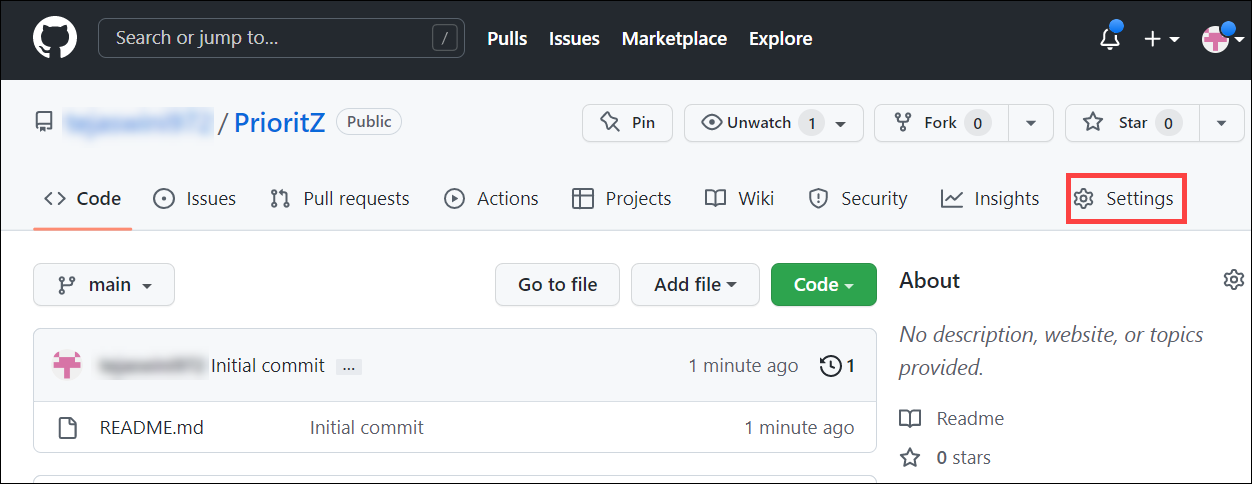 Search or jump to... / Pulls Issues Marketplace Explore
/ PrioritZ Public Pin Unwatch 1 Fork 0 Star 0
<> Code Issues Pull requests Actions Projects Wiki Security Insights Settings
main Go to file Add file Code About
No description, website, or topics
provided.
Initial commit ... 1 minute ago 1
Readme
README.md Initial commit 1 minute ago
0 stars